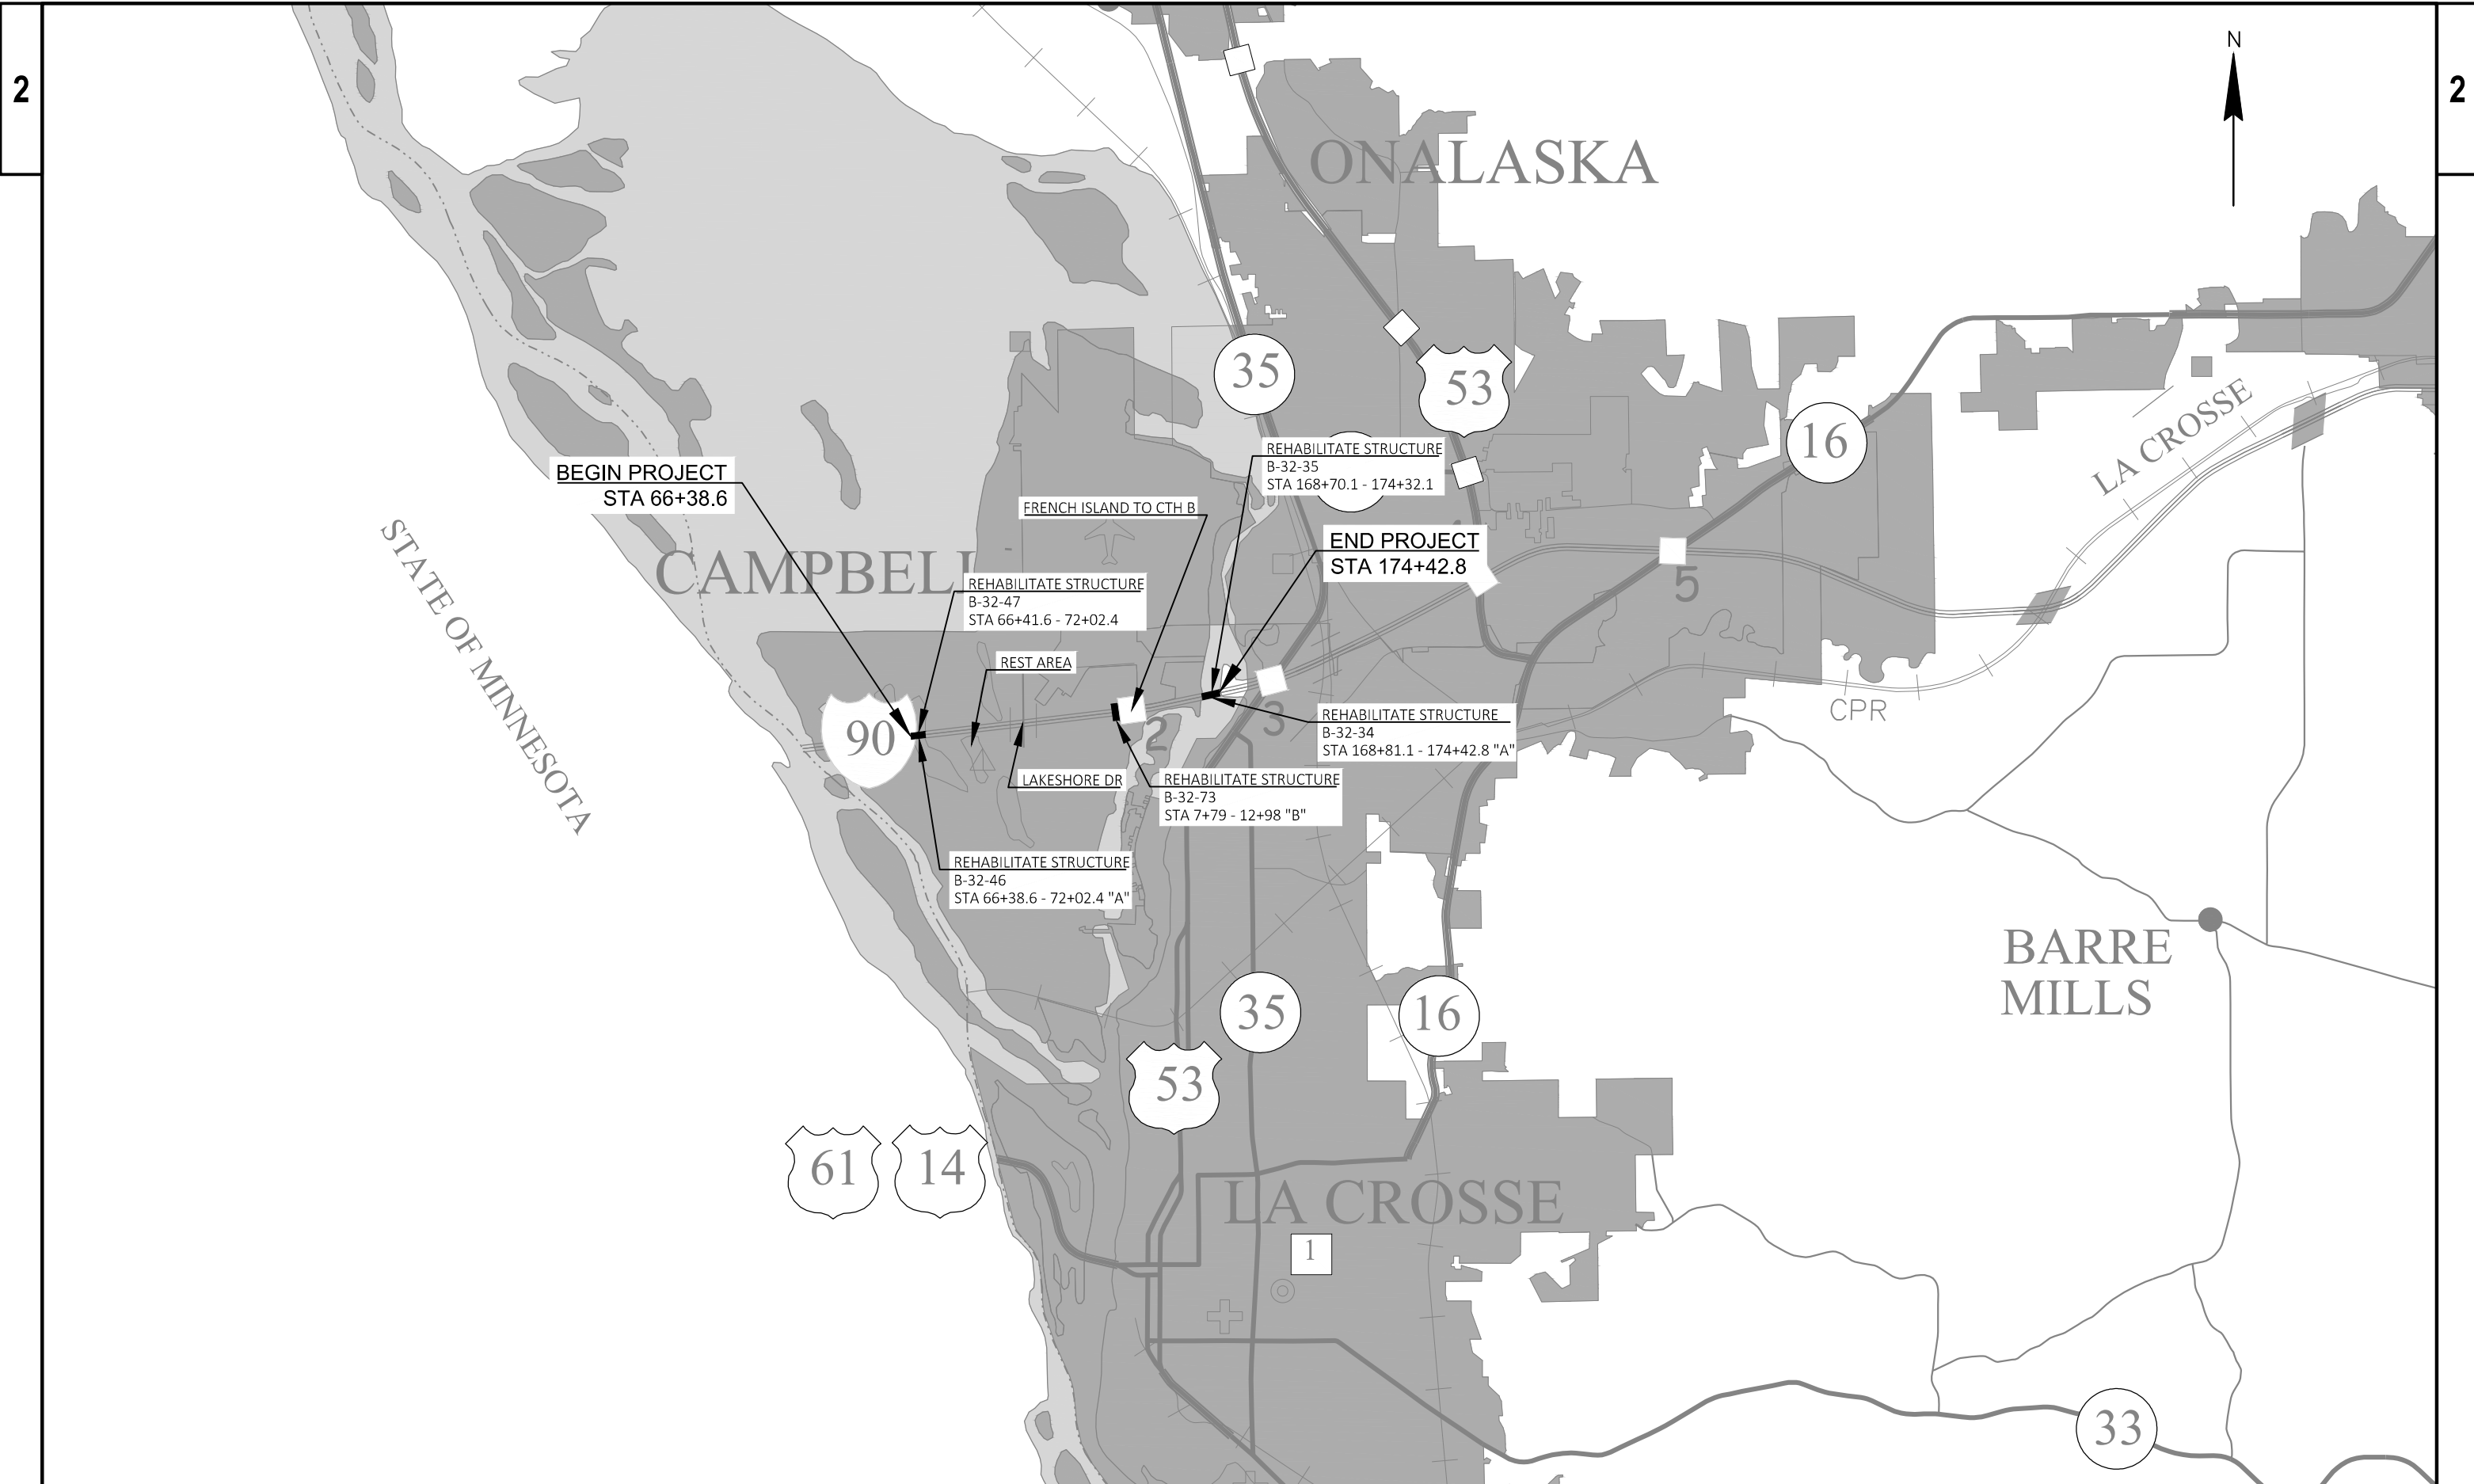 2
2
N
ONALASKA
35
53
16
LA CROSSE
REHABILITATE STRUCTURE
B-32-35
STA 168+70.1 - 174+32.1
BEGIN PROJECT
STA 66+38.6
FRENCH ISLAND TO CTH B
END PROJECT
STA 174+42.8
STATE OF MINNESOTA
CAMPBELL
REHABILITATE STRUCTURE
B-32-47
STA 66+41.6 - 72+02.4
5
REST AREA
CPR
90
2
3
REHABILITATE STRUCTURE
B-32-34
STA 168+81.1 - 174+42.8 "A"
LAKESHORE DR
REHABILITATE STRUCTURE
B-32-73
STA 7+79 - 12+98 "B"
REHABILITATE STRUCTURE
B-32-46
STA 66+38.6 - 72+02.4 "A"
BARRE
MILLS
35
16
53
61
14
LA CROSSE
1
33